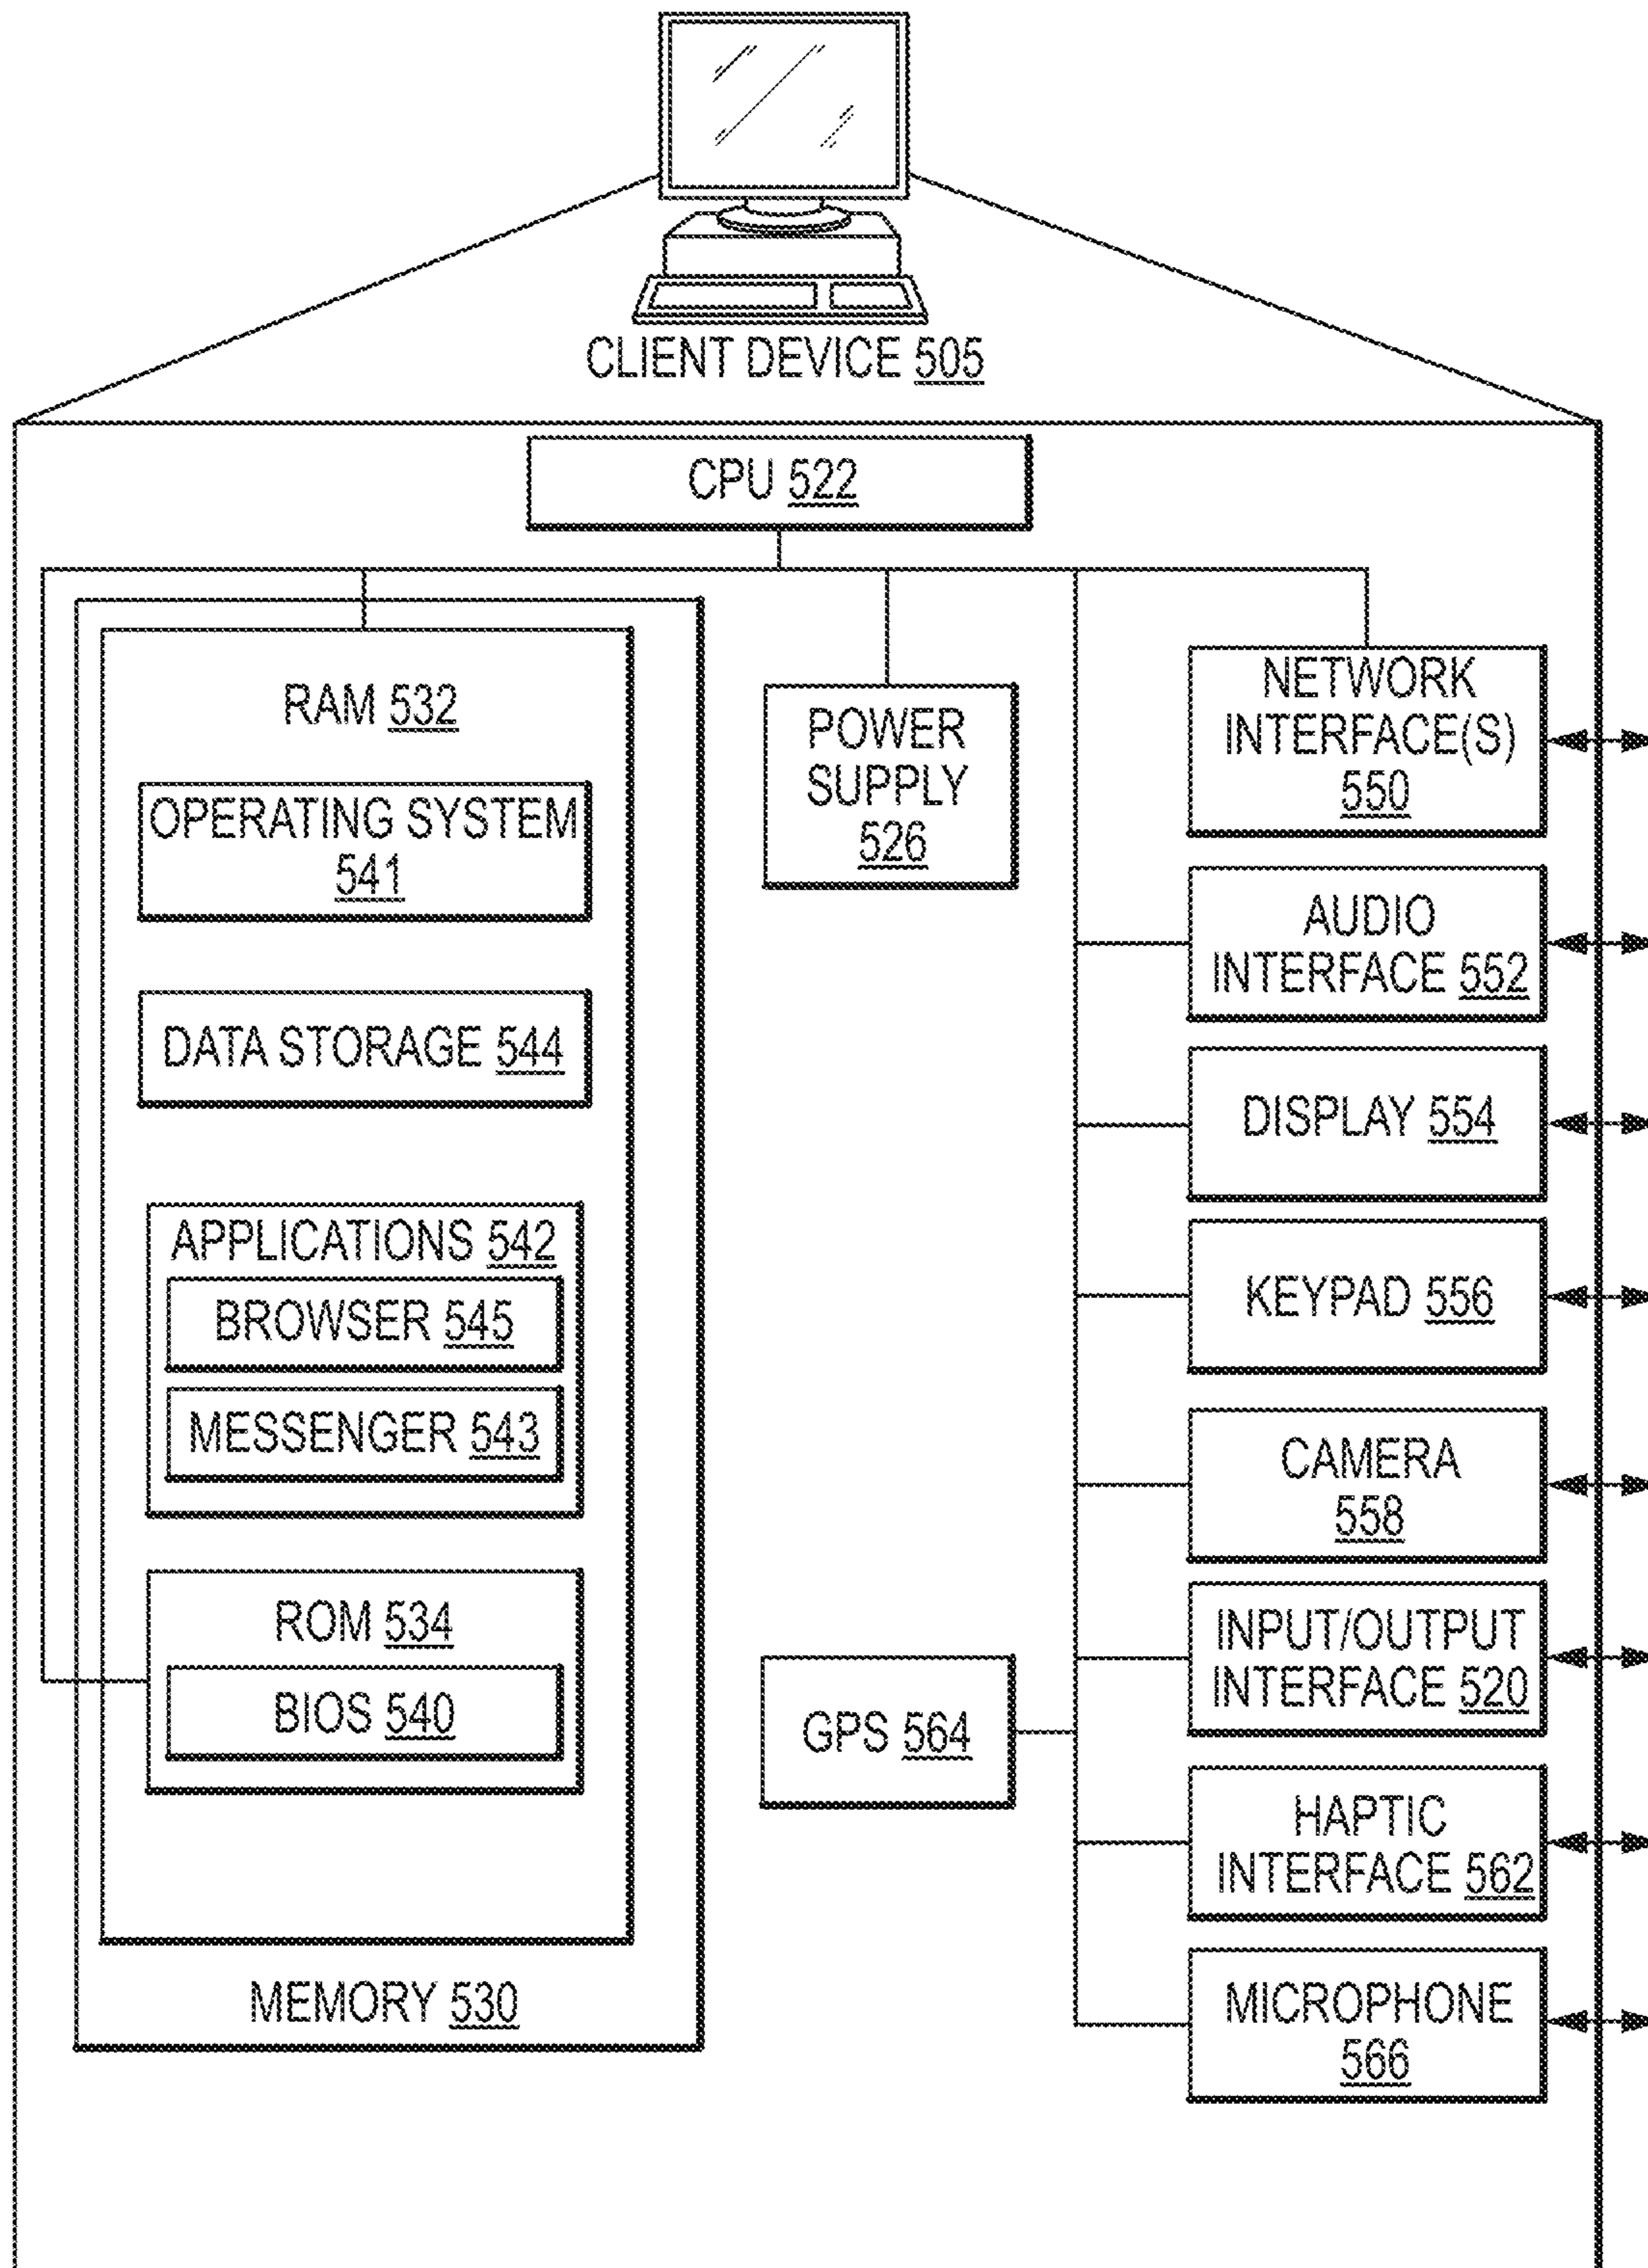 CLIENT DEVICE 505
CPU 522
RAM 532
OPERATING SYSTEM
541
DATA STORAGE 544
APPLICATIONS 542
BROWSER 545
MESSENGER 543
ROM 534
BIOS 540
MEMORY 530
POWER
SUPPLY
526
GPS 564
NETWORK
INTERFACE(S)
550
AUDIO
INTERFACE 552
DISPLAY 554
KEYPAD 556
CAMERA
558
INPUT/OUTPUT
INTERFACE 520
HAPTIC
INTERFACE 562
MICROPHONE
566